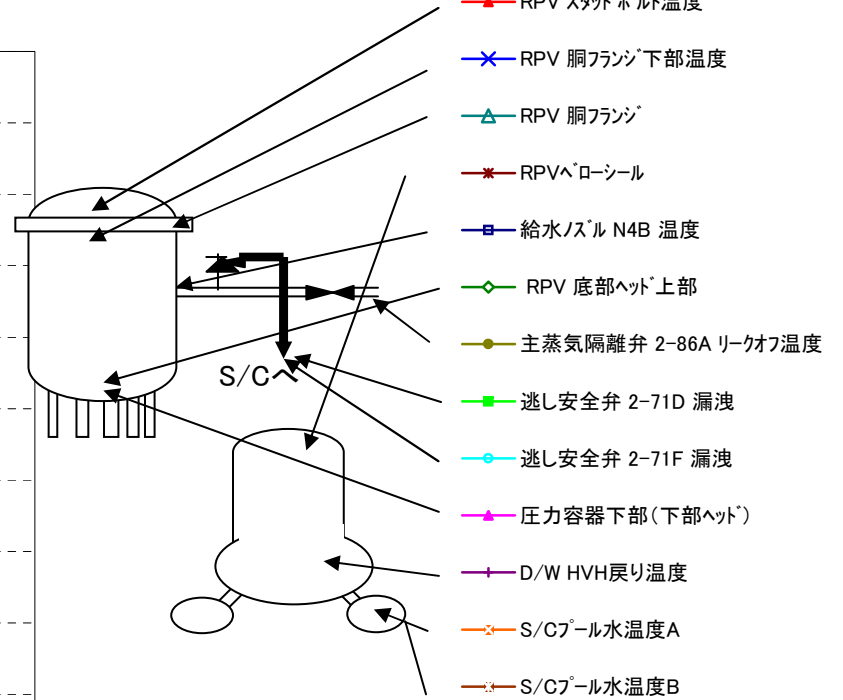 RPV ｽﾀｯﾄﾞﾎﾞﾙﾄ温度
RPV 胴ﾌﾗﾝｼﾞ下部温度
RPV 胴ﾌﾗﾝｼﾞ
RPVﾍﾞﾛｰｼｰﾙ
給水ﾉｽﾞﾙ N4B 温度
RPV 底部ﾍｯﾄﾞ上部
主蒸気隔離弁 2-86A ﾘｰｸｵﾌ温度
逃し安全弁 2-71D 漏洩
S/Cへ
逃し安全弁 2-71F 漏洩
圧力容器下部(下部ﾍｯﾄﾞ)
D/W HVH戻り温度
S/Cﾌﾟｰﾙ水温度A
S/Cﾌﾟｰﾙ水温度B